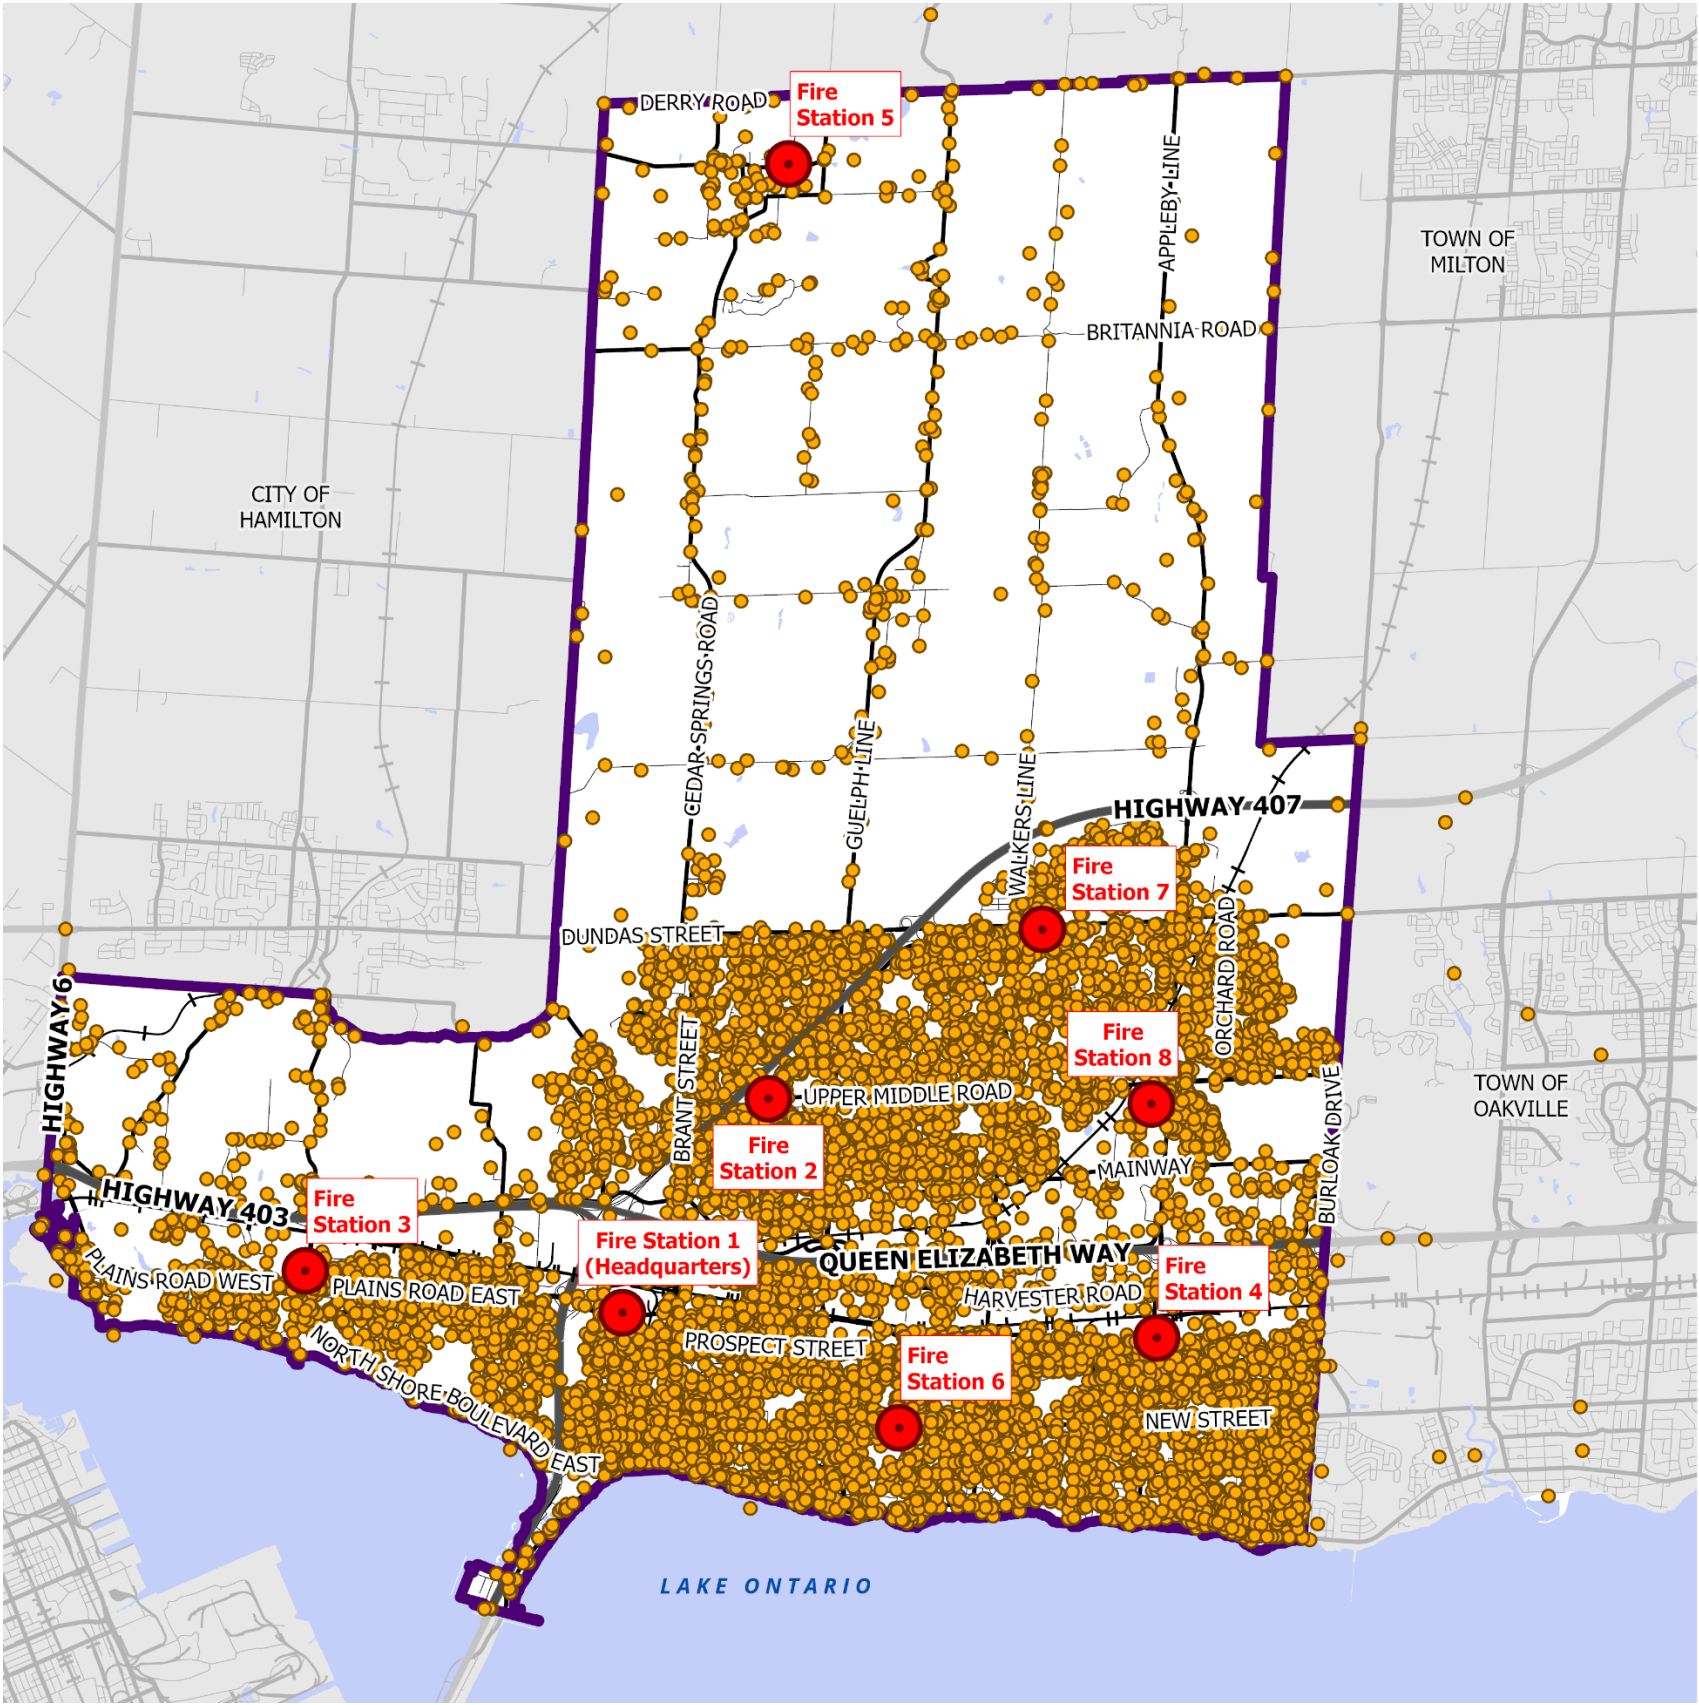 DERRY ROAD
Fire
Station 5
APPLEBY LINE
TOWN OF
MILTON
BRITANNIA ROAD
CITY OF
HAMILTON
CEDAR SPRINGS ROAD
GUELPH LINE
WALKERS LINE
HIGHWAY 407
Fire
Station 7
DUNDAS STREET
ORCHARD ROAD
HIGHWAY 6
BRANT STREET
Fire
Station 8
UPPER MIDDLE ROAD
TOWN OF
OAKVILLE
BURLOAK DRIVE
Fire
Station 2
MAINWAY
HIGHWAY 403
Fire
Station 3
Fire Station 1
(Headquarters)
QUEEN ELIZABETH WAY
Fire
Station 4
PLAINS ROAD WEST
PLAINS ROAD EAST
HARVESTER ROAD
PROSPECT STREET
NORTH SHORE BOULEVARD EAST
Fire
Station 6
NEW STREET
LAKE ONTARIO